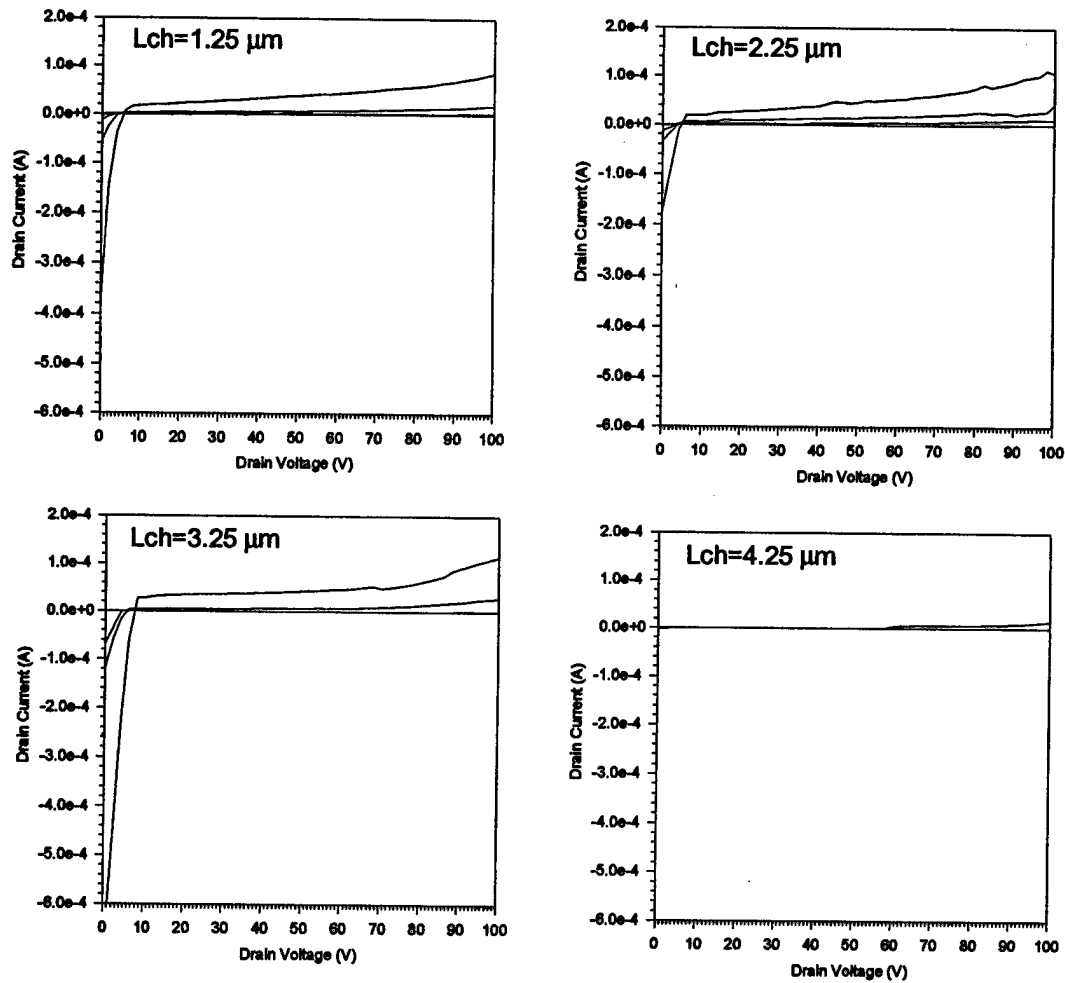 Lch=1.25 μm
2.0e-4
1.0e-4
0.0e+0
-1.0e-4
-2.0e-4
-3.0e-4
-4.0e-4
-5.0e-4
-6.0e-4
Drain Current (A)
0 10 20 30 40 50 60 70 80 90 100
Drain Voltage (V)
Lch=2.25 μm
2.0e-4
1.0e-4
0.0e+0
-1.0e-4
-2.0e-4
-3.0e-4
-4.0e-4
-5.0e-4
-6.0e-4
Drain Current (A)
0 10 20 30 40 50 60 70 80 90 100
Drain Voltage (V)
Lch=3.25 μm
2.0e-4
1.0e-4
0.0e+0
-1.0e-4
-2.0e-4
-3.0e-4
-4.0e-4
-5.0e-4
-6.0e-4
Drain Current (A)
0 10 20 30 40 50 60 70 80 90 100
Drain Voltage (V)
Lch=4.25 μm
2.0e-4
1.0e-4
0.0e+0
-1.0e-4
-2.0e-4
-3.0e-4
-4.0e-4
-5.0e-4
-6.0e-4
Drain Current (A)
0 10 20 30 40 50 60 70 80 90 100
Drain Voltage (V)